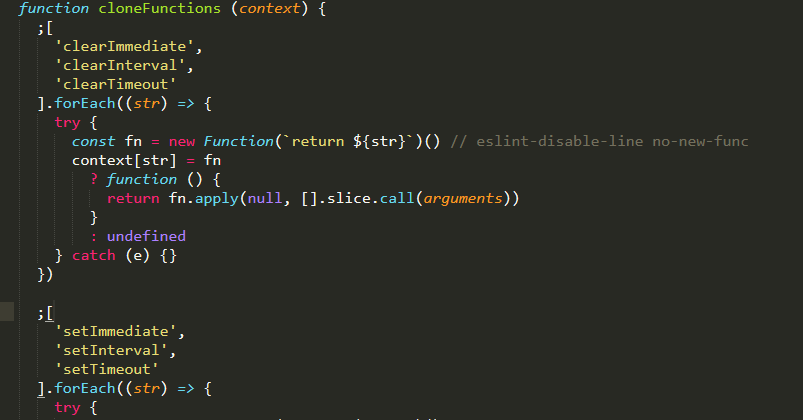 function cloneFunctions (context) {
  ;[
    'clearImmediate',
    'clearInterval',
    'clearTimeout'
  ].forEach((str) => {
    try {
      const fn = new Function(`return ${str}`)() // eslint-disable-line no-new-func
      context[str] = fn
        ? function () {
          return fn.apply(null, [].slice.call(arguments))
        }
        : undefined
    } catch (e) {}
  })

  ;[
    'setImmediate',
    'setInterval',
    'setTimeout'
  ].forEach((str) => {
    try {